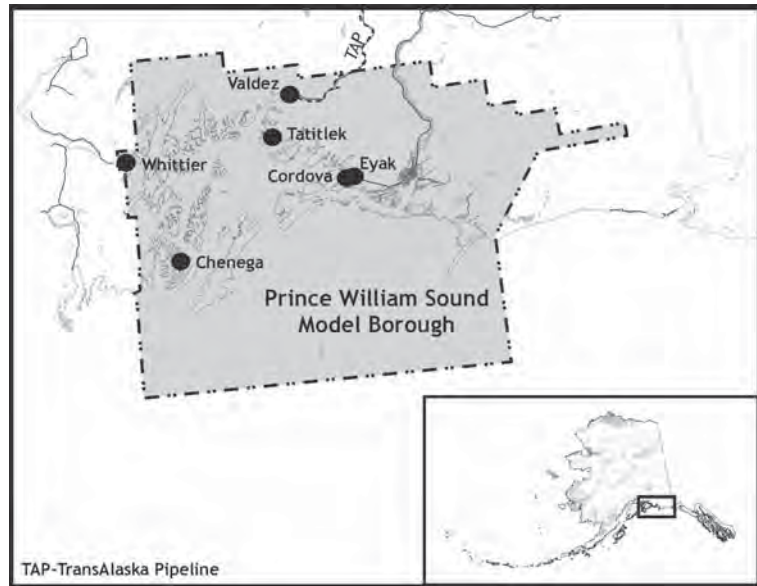 TAP
Valdez
Tatitlek
Whittier
Eyak
Cordova
Chenega
Prince William Sound
Model Borough
TAP-TransAlaska Pipeline